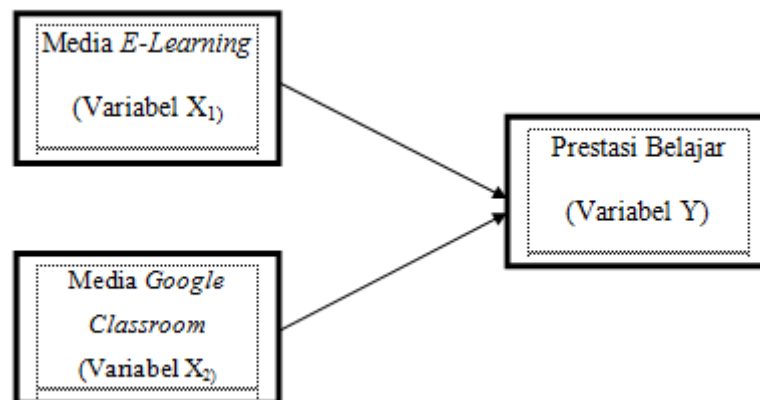 Media E-Learning
(Variabel X₁₎
Prestasi Belajar
(Variabel Y)
Media Google
Classroom
(Variabel X₂₎